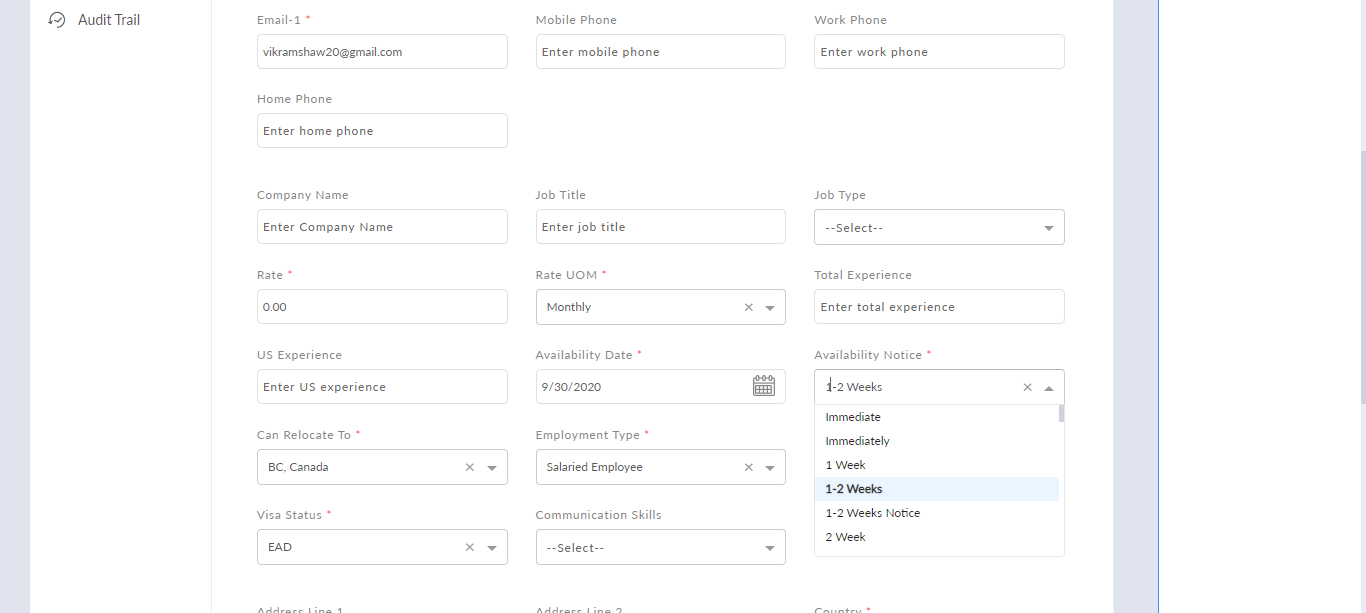 Audit Trail
Email-1 * Mobile Phone Work Phone
vikramshaw20@gmail.com Enter mobile phone Enter work phone
Home Phone
Enter home phone
Company Name Job Title Job Type
Enter Company Name Enter job title --Select--
Rate * Rate UOM * Total Experience
0.00 Monthly Enter total experience
US Experience Availability Date * Availability Notice *
Enter US experience 9/30/2020 1-2 Weeks
Immediate
Can Relocate To * Employment Type * Immediately
BC, Canada Salaried Employee 1 Week
1-2 Weeks
Visa Status * Communication Skills 1-2 Weeks Notice
EAD --Select-- 2 Week
Address Line 1 Address Line 2 Country *